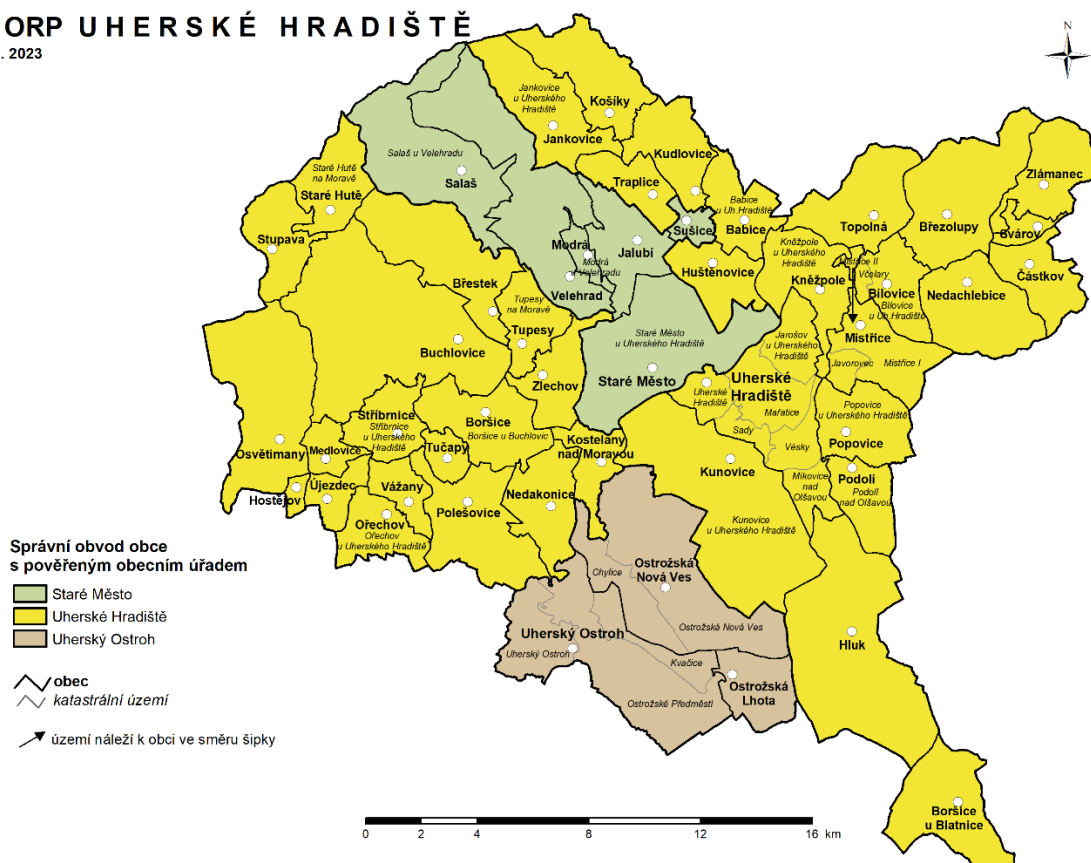 ORP UHERSKÉ HRADIŠTĚ
. 2023
N
Jankovice
u Uherského
Hradiště
Košíky
Jankovice
Salaš u Velehradu
Salaš
Kudlovice
Traplice
Staré Hutě
na Moravě
Staré Hutě
Babice
u Uh.Hradiště
Babice
Zlámanec
Stupava
Sušice
Topolná
Březolupy
Svárov
Modrá
Modrá
u Velehradu
Jalubí
Velehrad
Huštěnovice
Kněžpole
u Uherského
Hradiště
Kněžpole
Mistřice II
Včelary
Bílovice
Bílovice
u Uh.Hradiště
Nedachlebice
Částkov
Břestek
Tupesy
na Moravě
Tupesy
Buchlovice
Zlechov
Staré Město
u Uherského Hradiště
Staré Město
Jarošov
u Uherského
Hradiště
Mistřice
Javorovec
Mistřice I
Uherské
Hradiště
Uherské
Hradiště
Mařatice
Popovice
u Uherského Hradiště
Popovice
Sady
Vésky
Stříbrnice
Stříbrnice
u Uherského
Hradiště
Boršice
Boršice u Buchlovic
Tučapy
Kostelany
nad Moravou
Kunovice
Míkovice
nad
Olšavou
Podolí
Podolí
nad Olšavou
Osvětimany
Medlovice
Hostějov
Újezdec
Vážany
Ořechov
Ořechov
u Uherského Hradiště
Polešovice
Nedakonice
Kunovice
u Uherského Hradiště
Správní obvod obce
s pověřeným obecním úřadem
Staré Město
Uherské Hradiště
Uherský Ostroh
obec
katastrální území
území náleží k obci ve směru šipky
Chylice
Ostrožská
Nová Ves
Ostrožská Nová Ves
Uherský Ostroh
Uherský Ostroh
Kvačice
Ostrožské Předměstí
Ostrožská
Lhota
Hluk
Boršice
u Blatnice
0 2 4 8 12 16 km